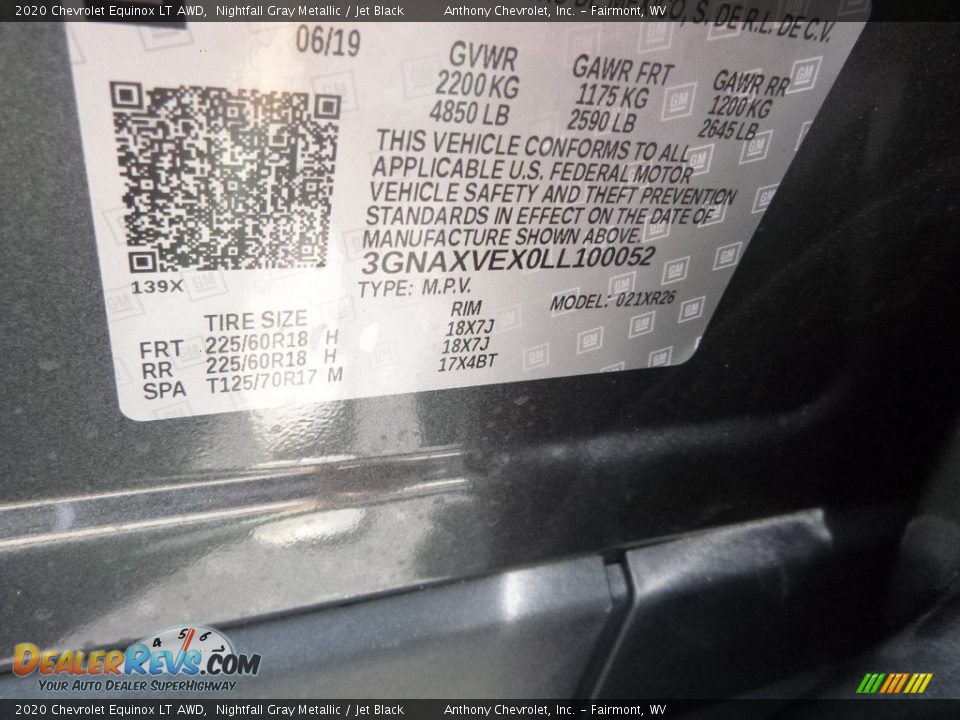 2020 Chevrolet Equinox LT AWD, Nightfall Gray Metallic / Jet Black Anthony Chevrolet, Inc. - Fairmont, WV
S. DE R.L. DE C.V.
06/19
GVWR GAWR FRT GAWR RR
2200 KG 1175 KG 1200 KG
4850 LB 2590 LB 2645 LB
THIS VEHICLE CONFORMS TO ALL
APPLICABLE U.S. FEDERAL MOTOR
VEHICLE SAFETY AND THEFT PREVENTION
STANDARDS IN EFFECT ON THE DATE OF
MANUFACTURE SHOWN ABOVE.
3GNAXVEX0LL100052
139X
TYPE: M.P.V. MODEL: 021XR26
TIRE SIZE RIM
FRT 225/60R18 H 18X7J
RR 225/60R18 H 18X7J
SPA T125/70R17 M 17X4BT
4 5 6
DealerRevs.com
Your Auto Dealer SuperHighway
2020 Chevrolet Equinox LT AWD, Nightfall Gray Metallic / Jet Black Anthony Chevrolet, Inc. - Fairmont, WV